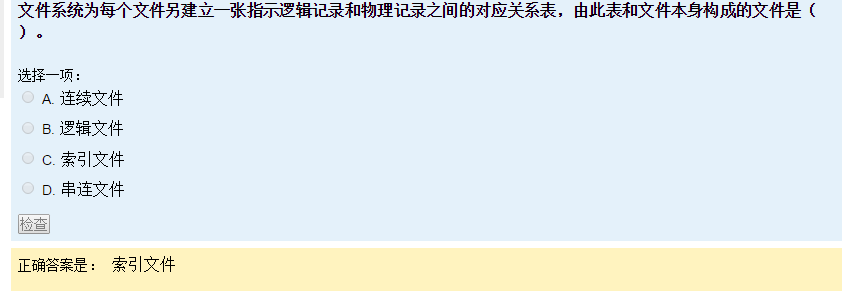 文件系统为每个文件另建立一张指示逻辑记录和物理记录之间的对应关系表，由此表和文件本身构成的文件是（
）。
选择一项：
A. 连续文件
B. 逻辑文件
C. 索引文件
D. 串连文件
检查
正确答案是： 索引文件